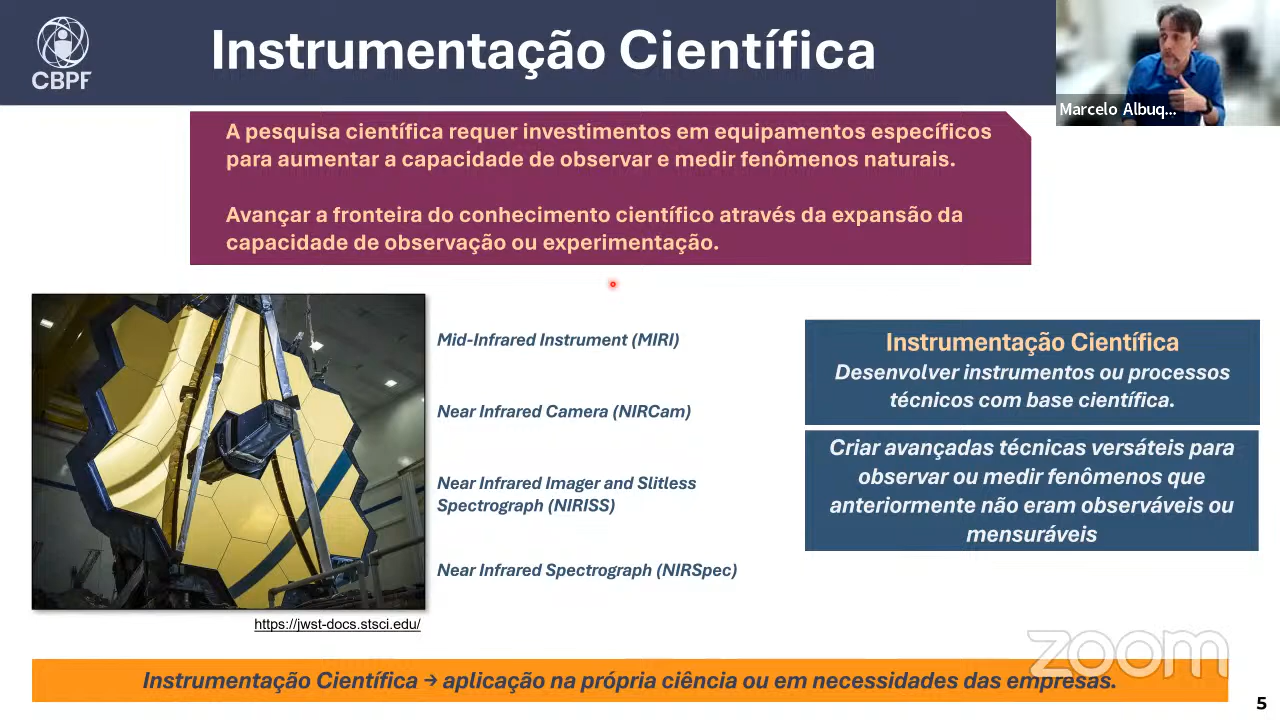 CBPF
Instrumentação Científica
Marcelo Albuq...
A pesquisa científica requer investimentos em equipamentos específicos
para aumentar a capacidade de observar e medir fenômenos naturais.
Avançar a fronteira do conhecimento científico através da expansão da
capacidade de observação ou experimentação.
Mid-Infrared Instrument (MIRI)
Near Infrared Camera (NIRCam)
Near Infrared Imager and Slitless
Spectrograph (NIRISS)
Near Infrared Spectrograph (NIRSpec)
https://jwst-docs.stsci.edu/
Instrumentação Científica
Desenvolver instrumentos ou processos
técnicos com base científica.
Criar avançadas técnicas versáteis para
observar ou medir fenômenos que
anteriormente não eram observáveis ou
mensuráveis
zoom
Instrumentação Científica → aplicação na própria ciência ou em necessidades das empresas.
5